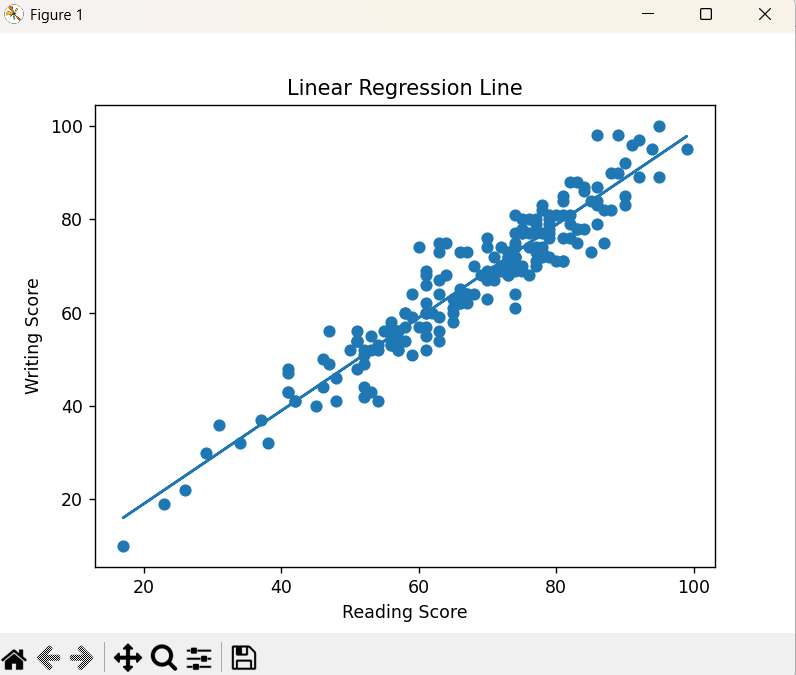 Figure 1
Linear Regression Line
100
80
60
40
20
Writing Score
20 40 60 80 100
Reading Score